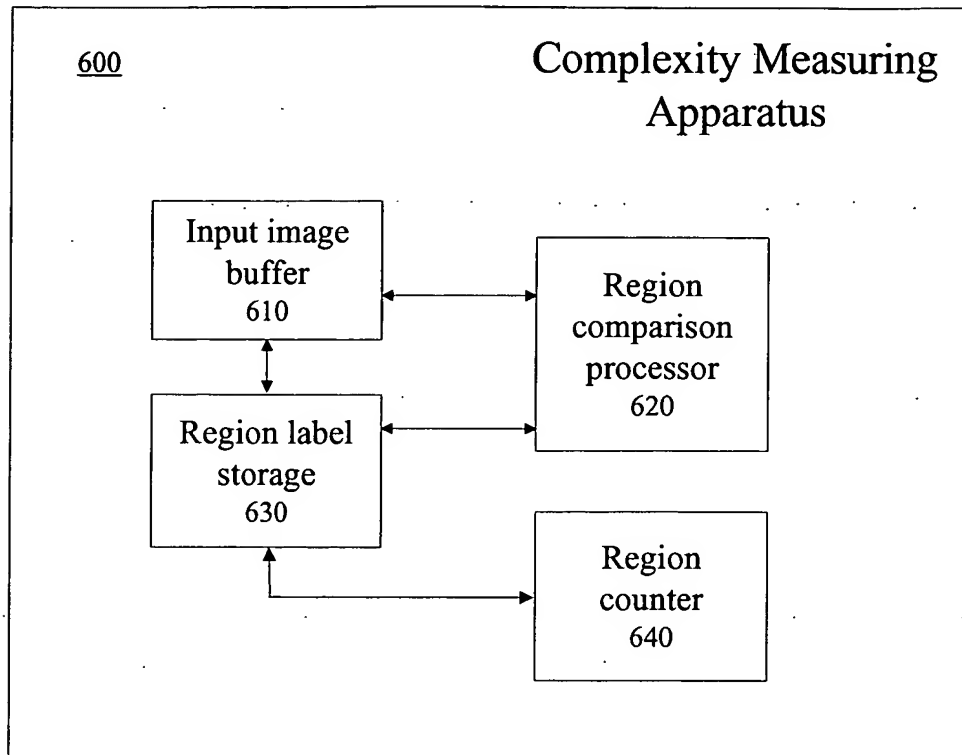 600
Complexity Measuring
Apparatus
Input image
buffer
610
Region
comparison
processor
620
Region label
storage
630
Region
counter
640